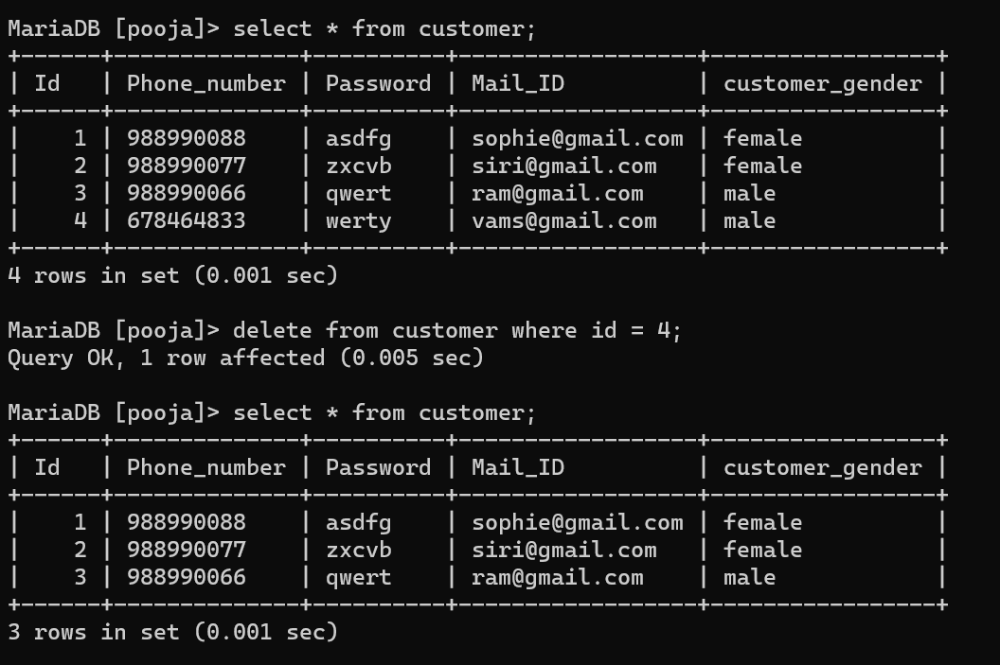 MariaDB [pooja]> select * from customer;
+------+--------------+----------+------------------+-----------------+
| Id   | Phone_number | Password | Mail_ID          | customer_gender |
+------+--------------+----------+------------------+-----------------+
|    1 | 988990088    | asdfg    | sophie@gmail.com | female          |
|    2 | 988990077    | zxcvb    | siri@gmail.com   | female          |
|    3 | 988990066    | qwert    | ram@gmail.com    | male            |
|    4 | 678464833    | werty    | vams@gmail.com   | male            |
+------+--------------+----------+------------------+-----------------+
4 rows in set (0.001 sec)
MariaDB [pooja]> delete from customer where id = 4;
Query OK, 1 row affected (0.005 sec)
MariaDB [pooja]> select * from customer;
+------+--------------+----------+------------------+-----------------+
| Id   | Phone_number | Password | Mail_ID          | customer_gender |
+------+--------------+----------+------------------+-----------------+
|    1 | 988990088    | asdfg    | sophie@gmail.com | female          |
|    2 | 988990077    | zxcvb    | siri@gmail.com   | female          |
|    3 | 988990066    | qwert    | ram@gmail.com    | male            |
+------+--------------+----------+------------------+-----------------+
3 rows in set (0.001 sec)